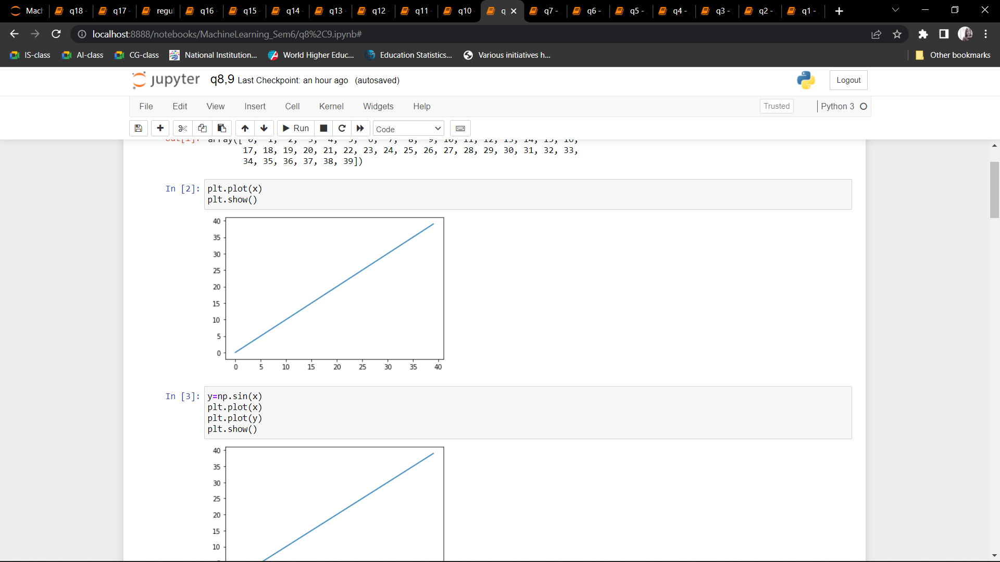 Mach q18 - q17 - regul q16 - q15 - q14 - q13 - q12 - q11 - q10 - q q7 - q6 - q5 - q4 - q3 - q2 - q1 -
localhost:8888/notebooks/MachineLearning_Sem6/q8%2C9.ipynb#
IS-class AI-class CG-class National Institution... World Higher Educ... Education Statistics... Various initiatives h... Other bookmarks
jupyter q8,9 Last Checkpoint: an hour ago (autosaved) Logout
File Edit View Insert Cell Kernel Widgets Help Trusted Python 3
Run Code
Out[1]: array([ 0, 1, 2, 3, 4, 5, 6, 7, 8, 9, 10, 11, 12, 13, 14, 15, 16,
17, 18, 19, 20, 21, 22, 23, 24, 25, 26, 27, 28, 29, 30, 31, 32, 33,
34, 35, 36, 37, 38, 39])
In [2]: plt.plot(x)
plt.show()
40
35
30
25
20
15
10
5
0
0 5 10 15 20 25 30 35 40
In [3]: y=np.sin(x)
plt.plot(x)
plt.plot(y)
plt.show()
40
35
30
25
20
15
10